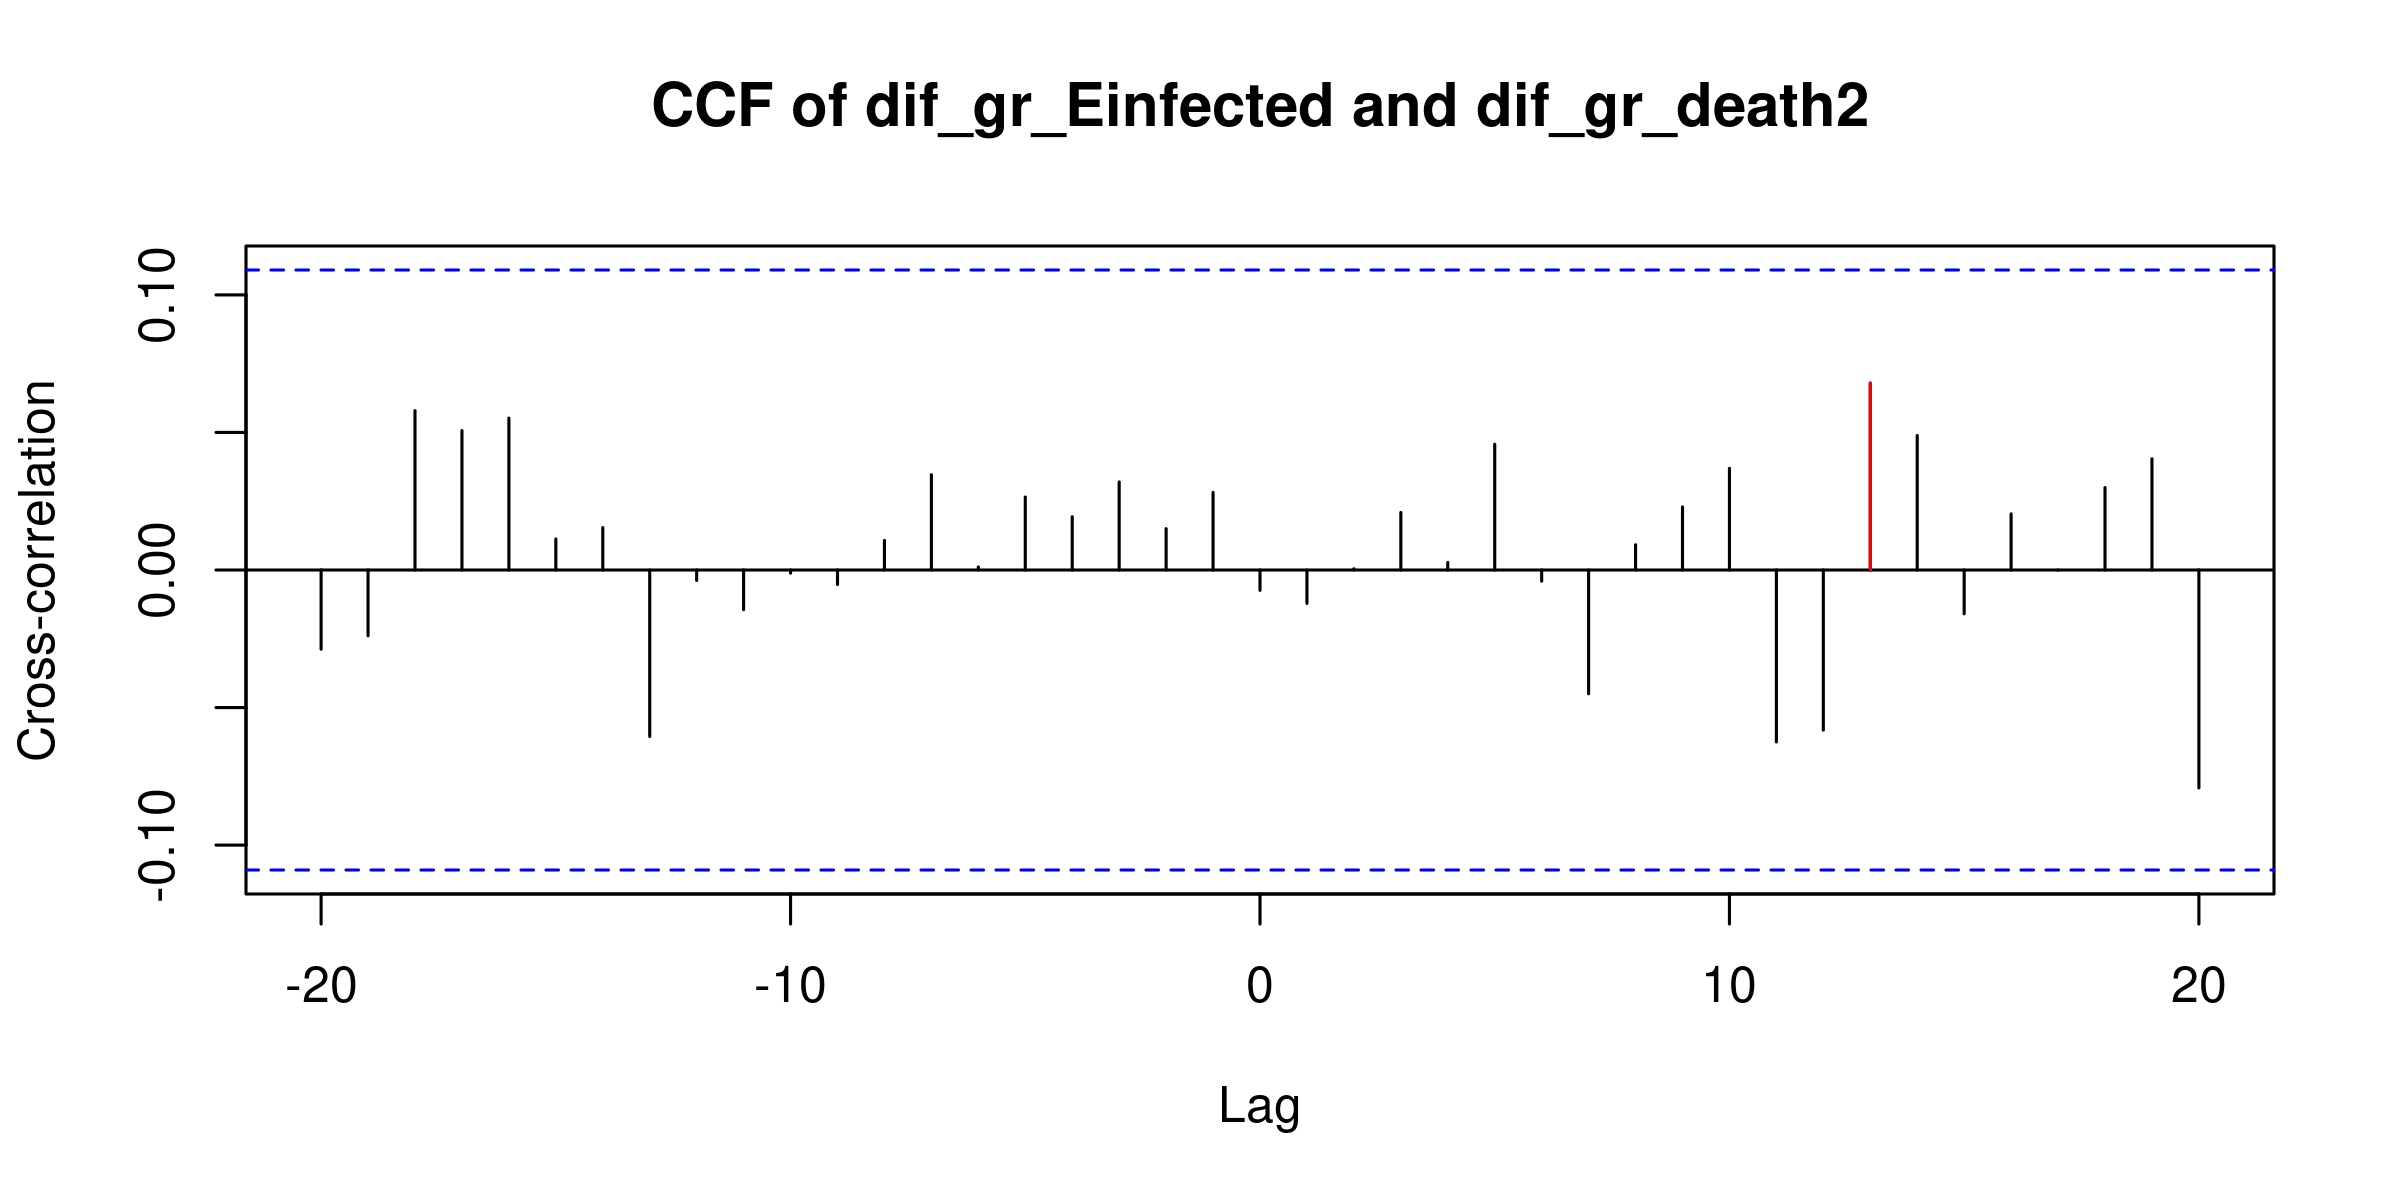 CCF of dif_gr_Einfected and dif_gr_death2
Cross-correlation
0.10
0.00
-0.10
-20 -10 0 10 20
Lag